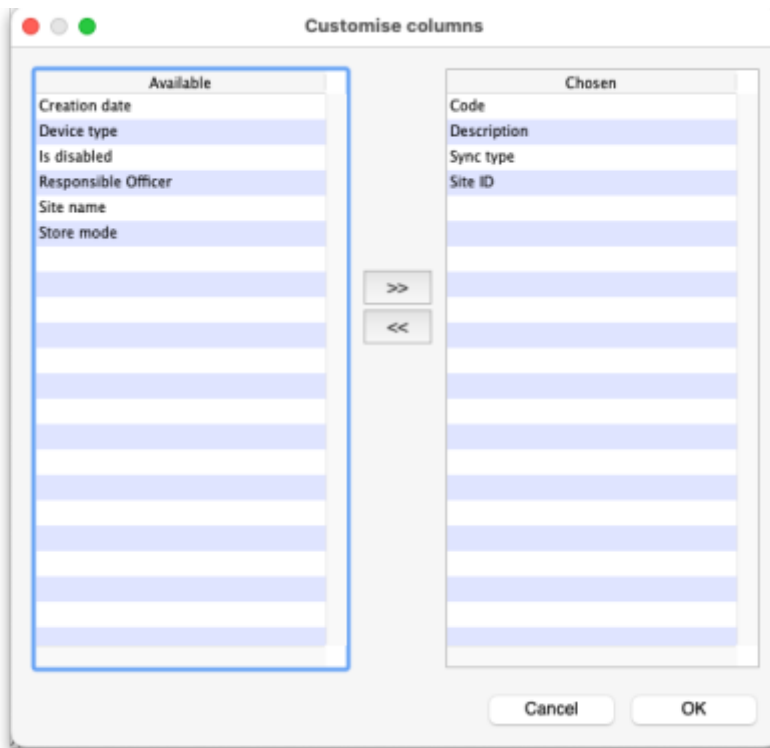 Customise columns
Available
Creation date
Device type
Is disabled
Responsible Officer
Site name
Store mode
>>
<<
Chosen
Code
Description
Sync type
Site ID
Cancel
OK